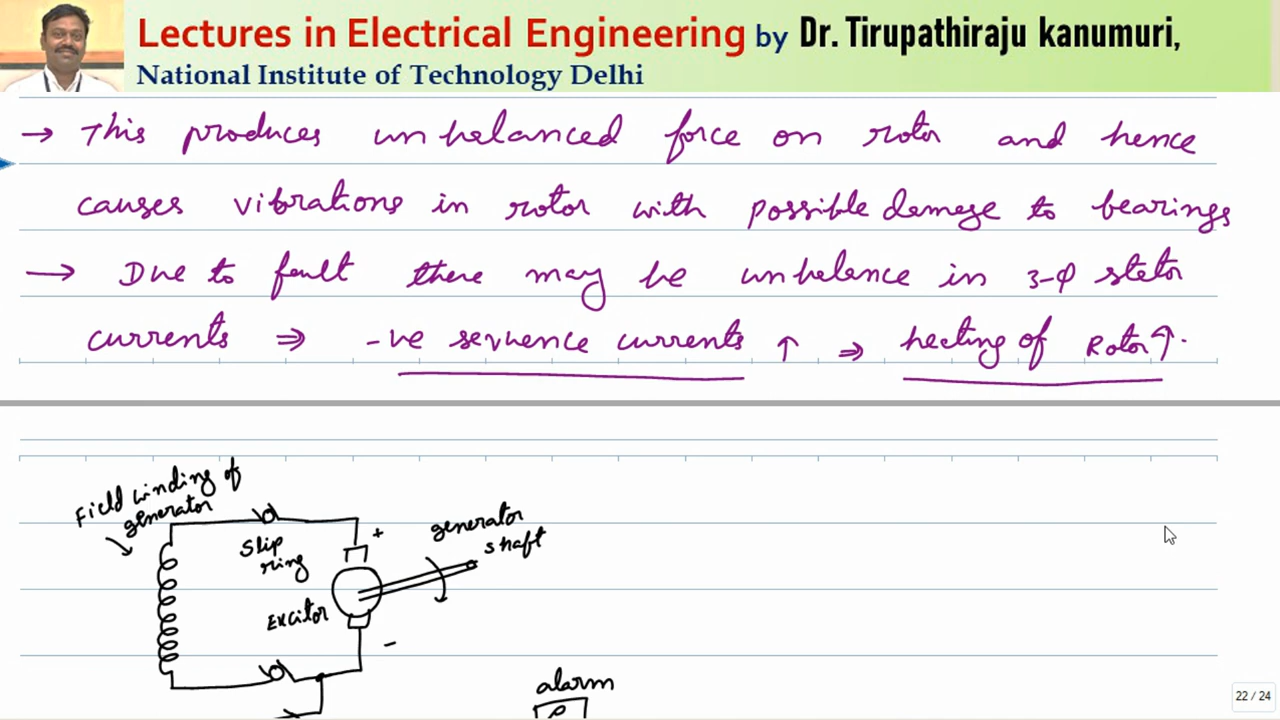 Lectures in Electrical Engineering by Dr. Tirupathiraju kanumuri,
National Institute of Technology Delhi
→ This produces unbalanced force on rotor and hence
causes vibrations in rotor with possible damage to bearings
→ Due to fault there may be unbalance in 3-φ stator
currents ⇒ -ve sequence currents ↑ ⇒ heating of Rotor ↑.
Field winding of
generator
Slip
ring
+
generator
shaft
Excitor
-
alarm
22 / 24